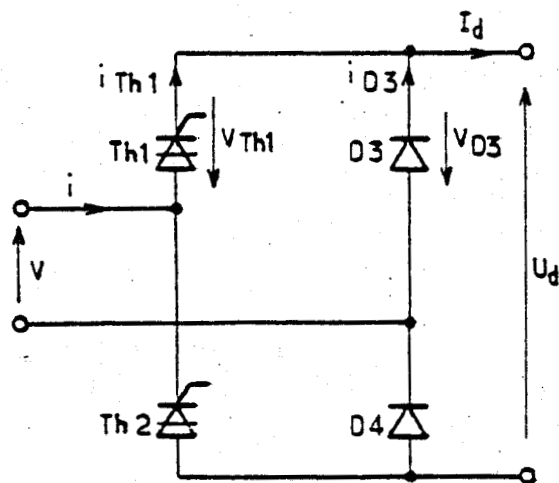 I_d
i_Th1
i_D3
Th1
V_Th1
D3
V_D3
i
V
U_d
Th2
D4